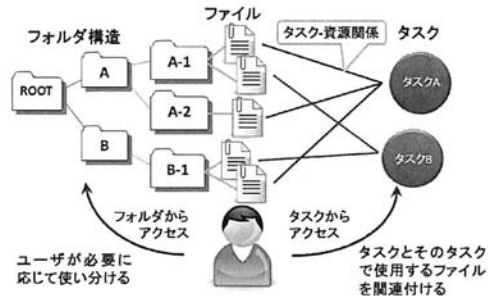 フォルダ構造
ファイル
タスク-資源関係
タスク
ROOT
A
A-1
A-2
B
B-1
タスクA
タスクB
フォルダから
アクセス
タスクから
アクセス
ユーザが必要に
応じて使い分ける
タスクとそのタスク
で使用するファイル
を関連付ける